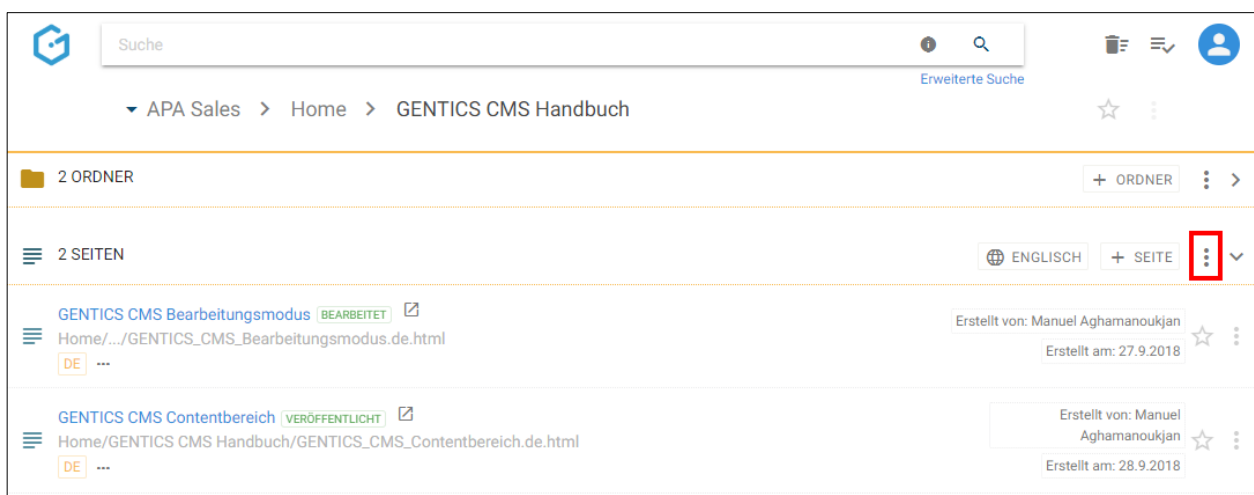 Suche
Erweiterte Suche
APA Sales > Home > GENTICS CMS Handbuch
2 ORDNER + ORDNER
2 SEITEN ENGLISCH + SEITE
GENTICS CMS Bearbeitungsmodus BEARBEITET Erstellt von: Manuel Aghamanoukjan
Home/.../GENTICS_CMS_Bearbeitungsmodus.de.html Erstellt am: 27.9.2018
DE ---
GENTICS CMS Contentbereich VERÖFFENTLICHT Erstellt von: Manuel
Home/GENTICS CMS Handbuch/GENTICS_CMS_Contentbereich.de.html Aghamanoukjan
DE --- Erstellt am: 28.9.2018